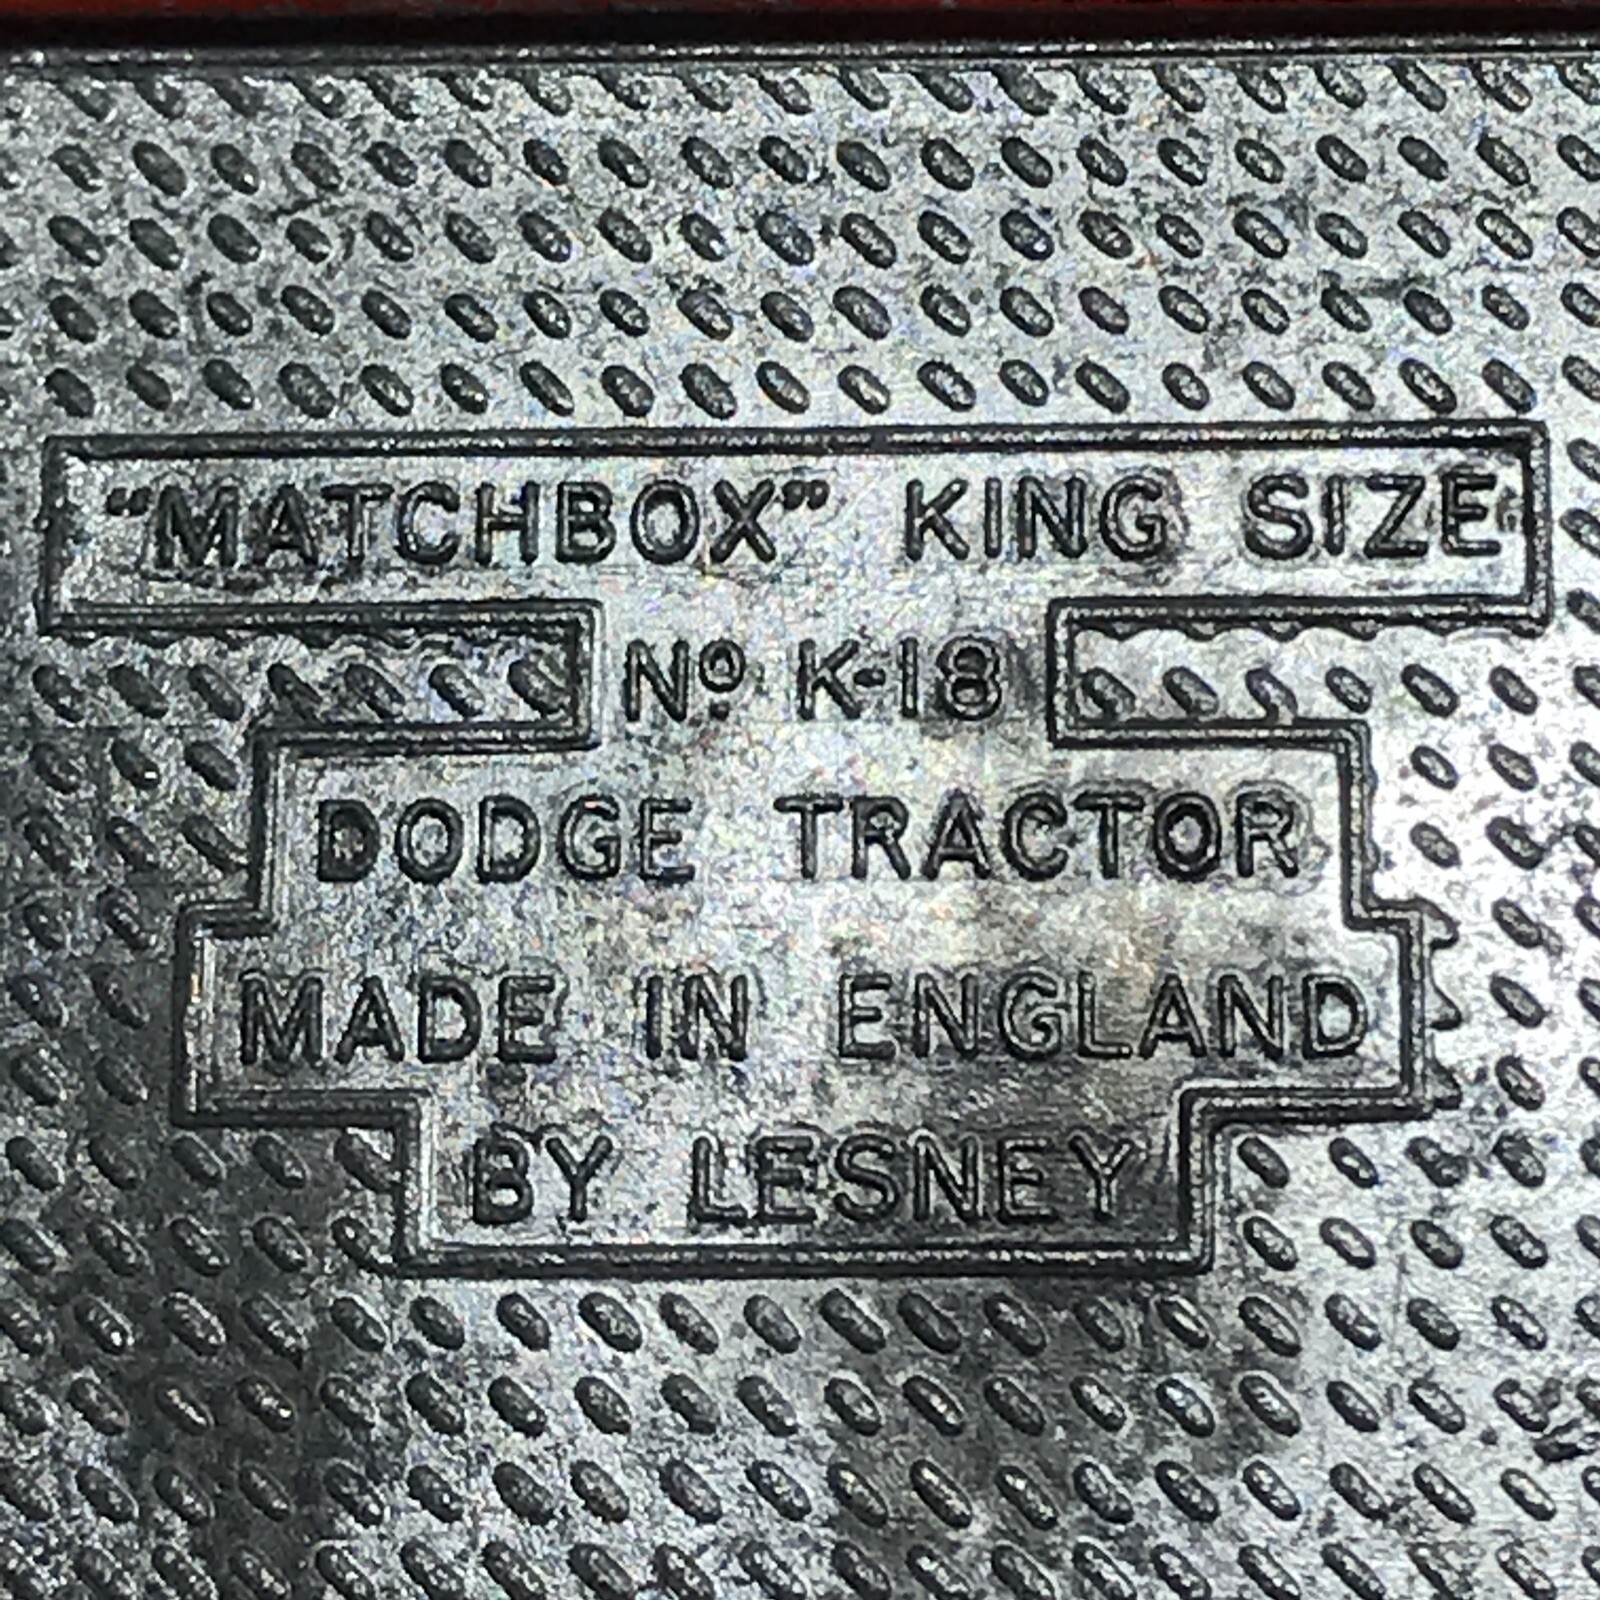 “MATCHBOX” KING SIZE
Nº K-18
DODGE TRACTOR
MADE IN ENGLAND
BY LESNEY